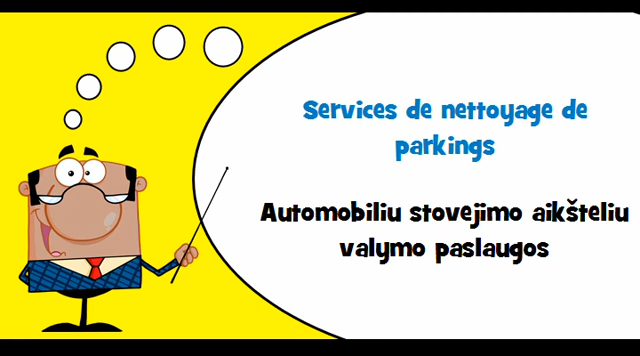 Services de nettoyage de
parkings
Automobiliu stovejimo aikšteliu
valymo paslaugos